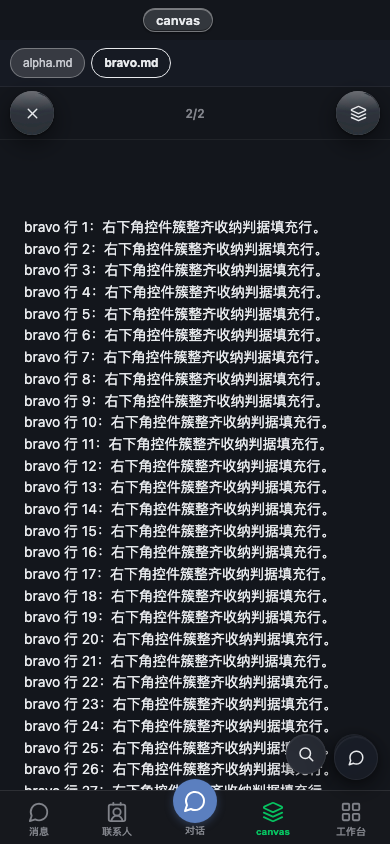 canvas
alpha.md bravo.md
2/2
bravo 行 1：右下角控件簇整齐收纳判据填充行。
bravo 行 2：右下角控件簇整齐收纳判据填充行。
bravo 行 3：右下角控件簇整齐收纳判据填充行。
bravo 行 4：右下角控件簇整齐收纳判据填充行。
bravo 行 5：右下角控件簇整齐收纳判据填充行。
bravo 行 6：右下角控件簇整齐收纳判据填充行。
bravo 行 7：右下角控件簇整齐收纳判据填充行。
bravo 行 8：右下角控件簇整齐收纳判据填充行。
bravo 行 9：右下角控件簇整齐收纳判据填充行。
bravo 行 10：右下角控件簇整齐收纳判据填充行。
bravo 行 11：右下角控件簇整齐收纳判据填充行。
bravo 行 12：右下角控件簇整齐收纳判据填充行。
bravo 行 13：右下角控件簇整齐收纳判据填充行。
bravo 行 14：右下角控件簇整齐收纳判据填充行。
bravo 行 15：右下角控件簇整齐收纳判据填充行。
bravo 行 16：右下角控件簇整齐收纳判据填充行。
bravo 行 17：右下角控件簇整齐收纳判据填充行。
bravo 行 18：右下角控件簇整齐收纳判据填充行。
bravo 行 19：右下角控件簇整齐收纳判据填充行。
bravo 行 20：右下角控件簇整齐收纳判据填充行。
bravo 行 21：右下角控件簇整齐收纳判据填充行。
bravo 行 22：右下角控件簇整齐收纳判据填充行。
bravo 行 23：右下角控件簇整齐收纳判据填充行。
bravo 行 24：右下角控件簇整齐收纳判据填充行。
bravo 行 25：右下角控件簇整齐收纳判
bravo 行 26：右下角控件簇整齐收纳判据填充行。
消息 联系人 对话 canvas 工作台